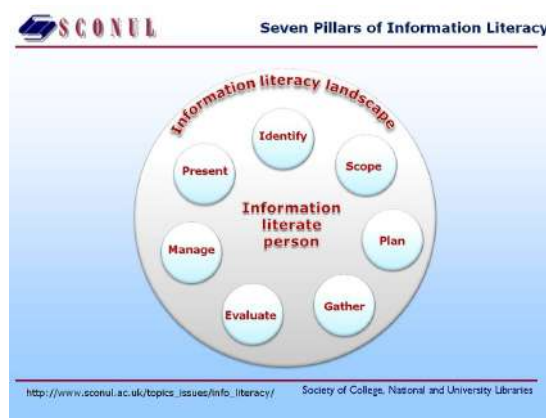 SCONUL
Seven Pillars of Information Literacy
Information literacy landscape
Identify
Scope
Present
Information
literate
person
Plan
Manage
Gather
Evaluate
http://www.sconul.ac.uk/topics_issues/info_literacy/
Society of College, National and University Libraries